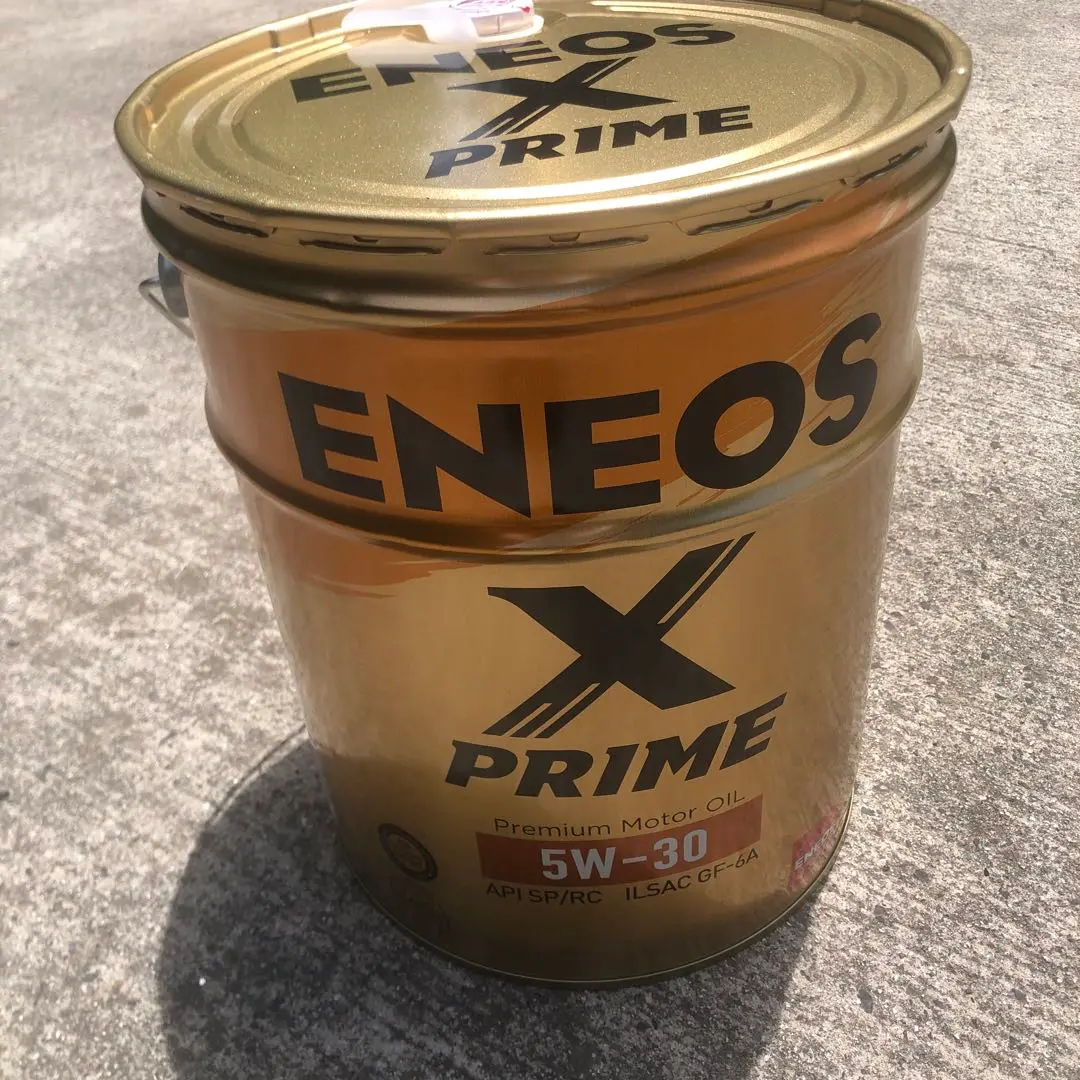 ENEOS
X
PRIME
ENEOS
X
PRIME
Premium Motor OIL
5W-30
API SP/RC ILSAC GF-6A